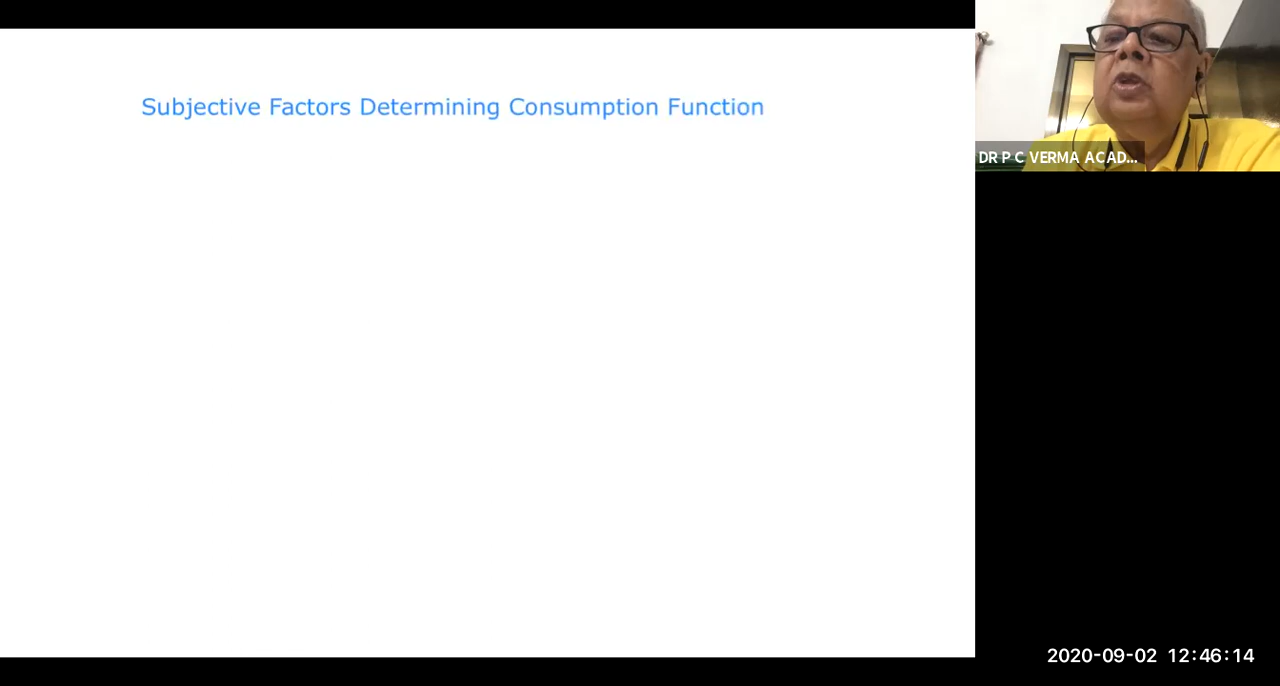 Subjective Factors Determining Consumption Function
DR P C VERMA ACAD...
2020-09-02 12:46:14